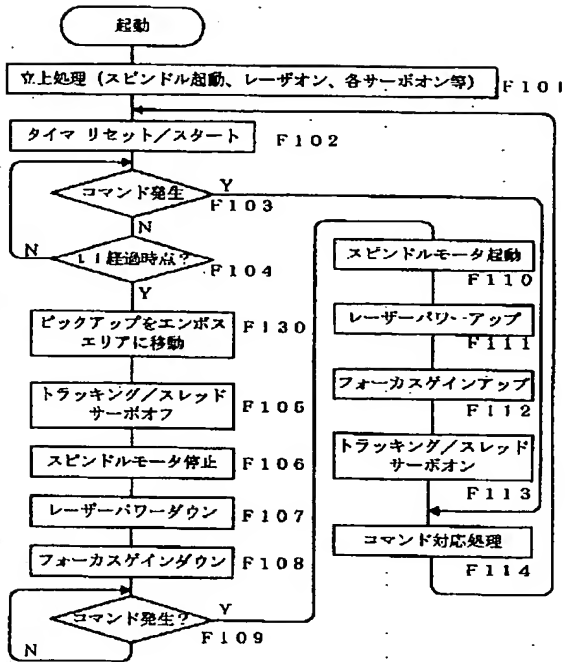 起動
立上処理（スピンドル起動、レーザオン、各サーボオン等）
F101
タイマ リセット／スタート
F102
コマンド発生
Y
F103
N
経過時点？
N
F104
Y
ピックアップをエンボス
エリアに移動
F130
トラッキング／スレッド
サーボオフ
F105
スピンドルモータ停止
F106
レーザーパワーダウン
F107
フォーカスゲインダウン
F108
コマンド発生？
Y
F109
N
スピンドルモータ起動
F110
レーザーパワーアップ
F111
フォーカスゲインアップ
F112
トラッキング／スレッド
サーボオン
F113
コマンド対応処理
F114